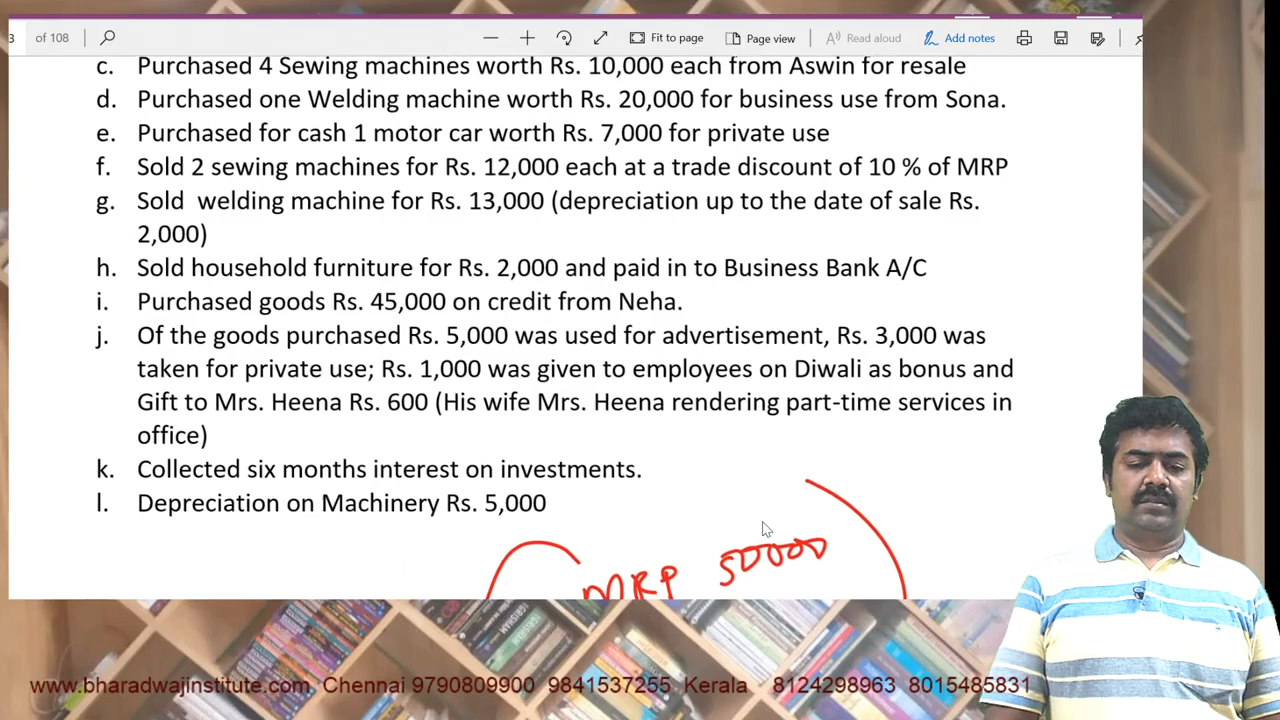 3 of 108 Fit to page Page view Read aloud Add notes
c. Purchased 4 Sewing machines worth Rs. 10,000 each from Aswin for resale
d. Purchased one Welding machine worth Rs. 20,000 for business use from Sona.
e. Purchased for cash 1 motor car worth Rs. 7,000 for private use
f. Sold 2 sewing machines for Rs. 12,000 each at a trade discount of 10 % of MRP
g. Sold welding machine for Rs. 13,000 (depreciation up to the date of sale Rs.
2,000)
h. Sold household furniture for Rs. 2,000 and paid in to Business Bank A/C
i. Purchased goods Rs. 45,000 on credit from Neha.
j. Of the goods purchased Rs. 5,000 was used for advertisement, Rs. 3,000 was
taken for private use; Rs. 1,000 was given to employees on Diwali as bonus and
Gift to Mrs. Heena Rs. 600 (His wife Mrs. Heena rendering part-time services in
office)
k. Collected six months interest on investments.
l. Depreciation on Machinery Rs. 5,000
MRP 50000
www.bharadwajinstitute.com Chennai 9790809900 9841537255 Kerala 8124298963 8015485831